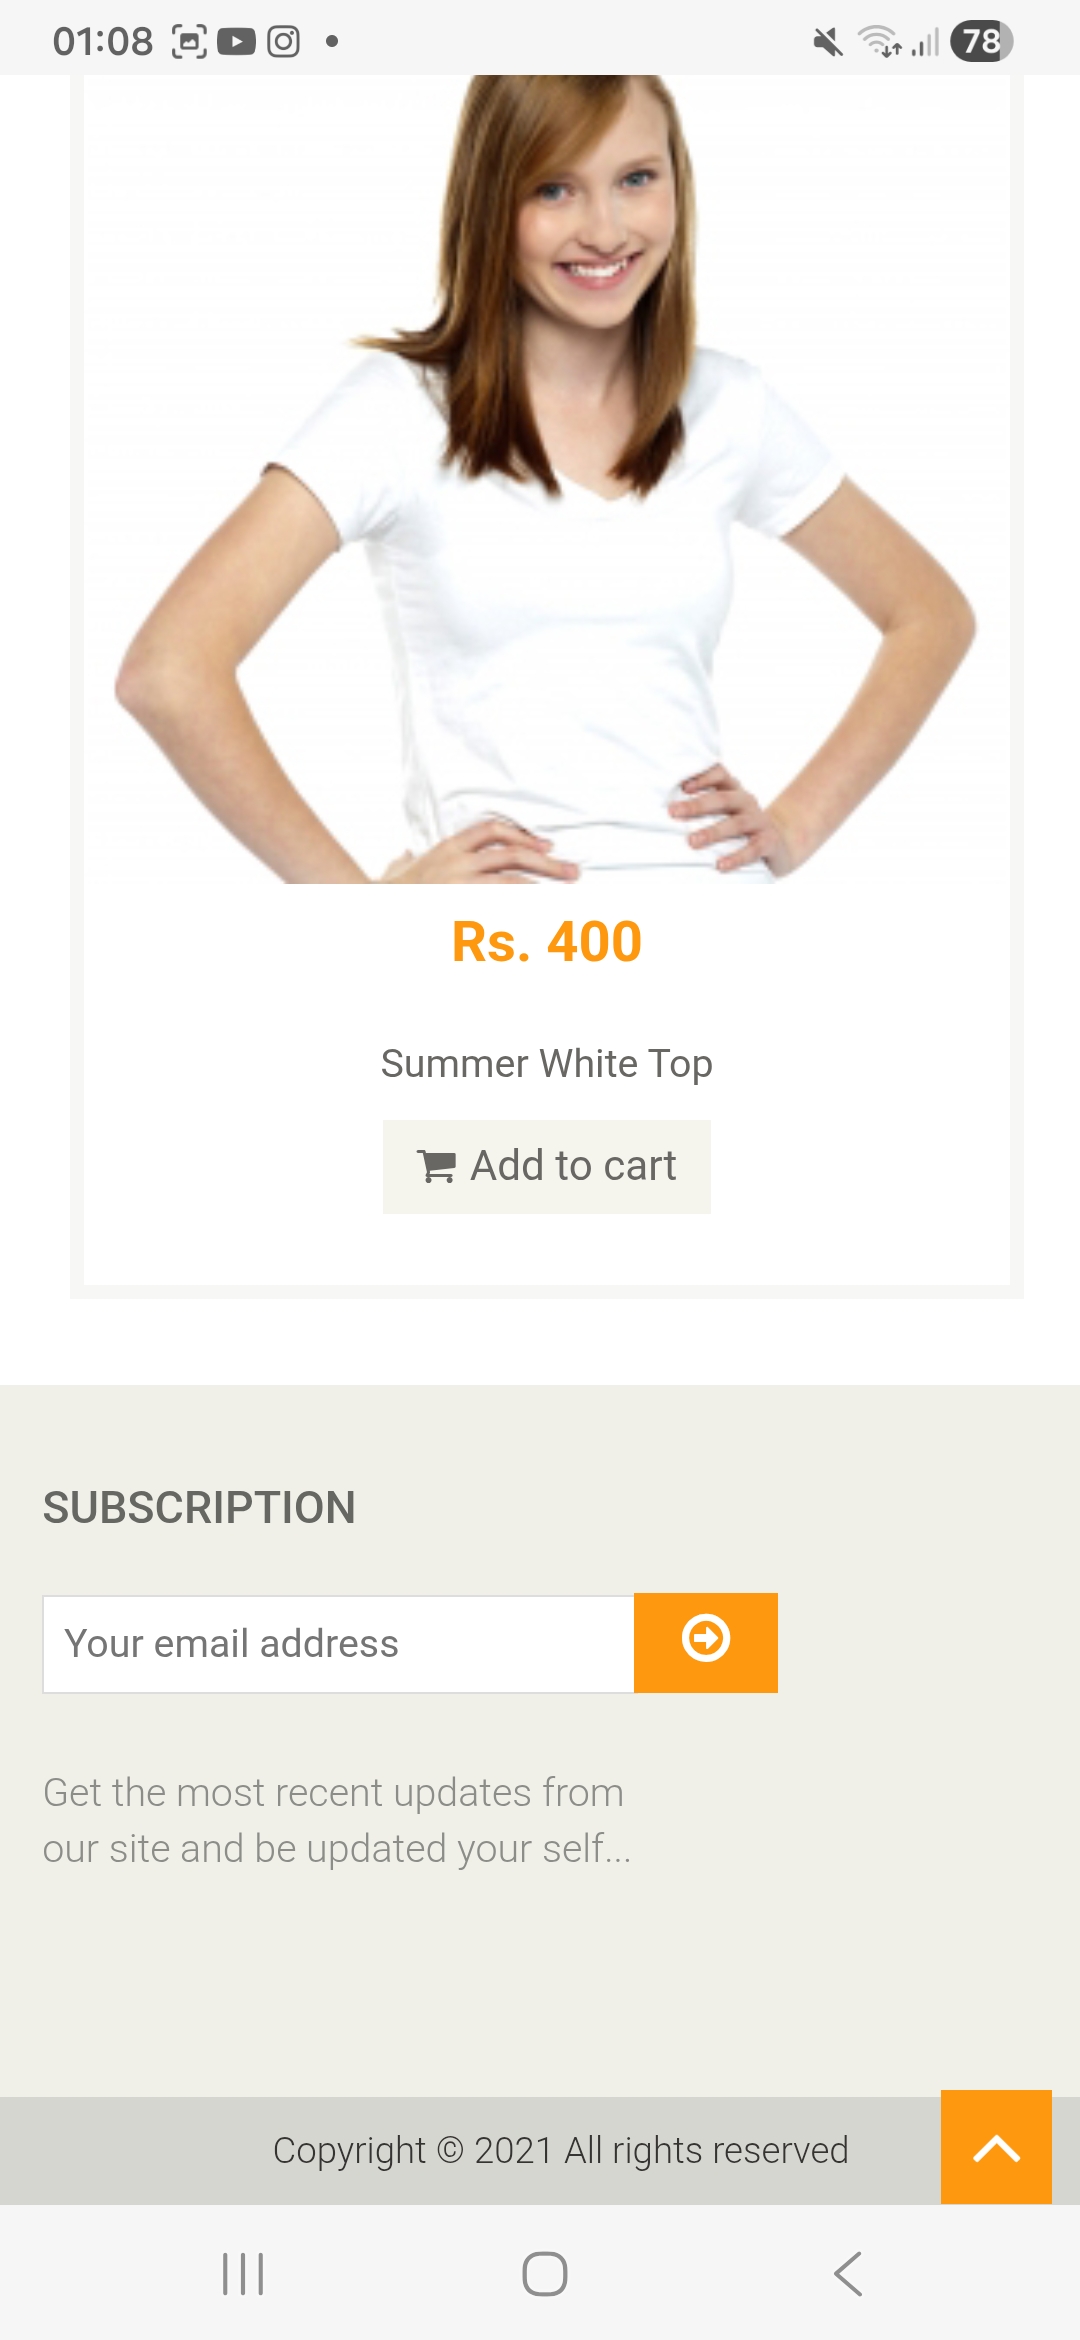 01:08
78
Rs. 400
Summer White Top
Add to cart
SUBSCRIPTION
Your email address
Get the most recent updates from
our site and be updated your self...
Copyright © 2021 All rights reserved